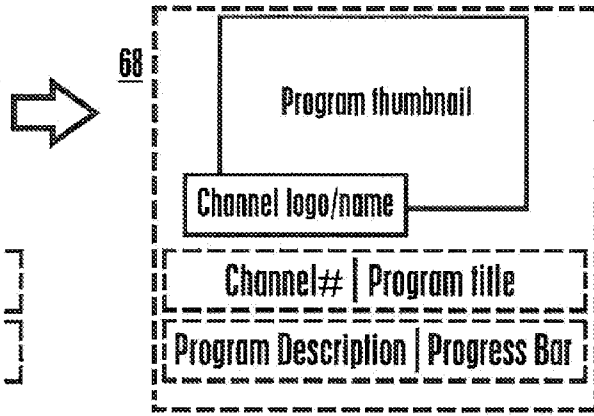 68
Program thumbnail
Channel logo/name
Channel# | Program title
Program Description | Progress Bar